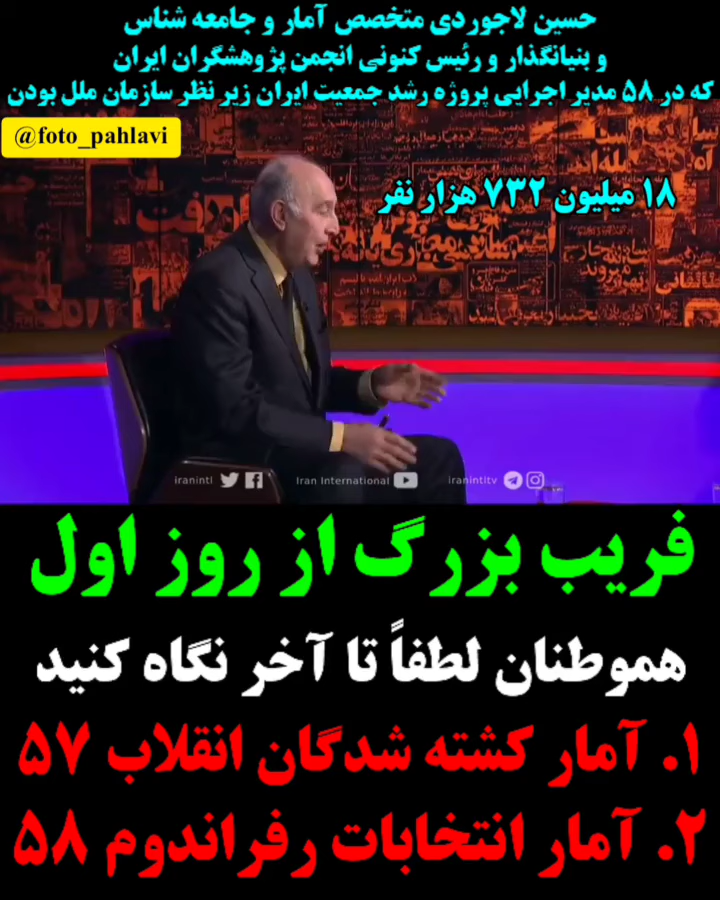 حسین لاجوردی متخصص آمار و جامعه شناس
و بنیانگذار و رئیس کنونی انجمن پژوهشگران ایران
که در ۵۸ مدیر اجرایی پروژه رشد جمعیت ایران زیر نظر سازمان ملل بودن
@foto_pahlavi
۱۸ میلیون ۷۳۲ هزار نفر
iraninti Iran International iranintitv
فریب بزرگ از روز اول
هموطنان لطفاً تا آخر نگاه کنید
۱. آمار کشته شدگان انقلاب ۵۷
۲. آمار انتخابات رفراندوم ۵۸